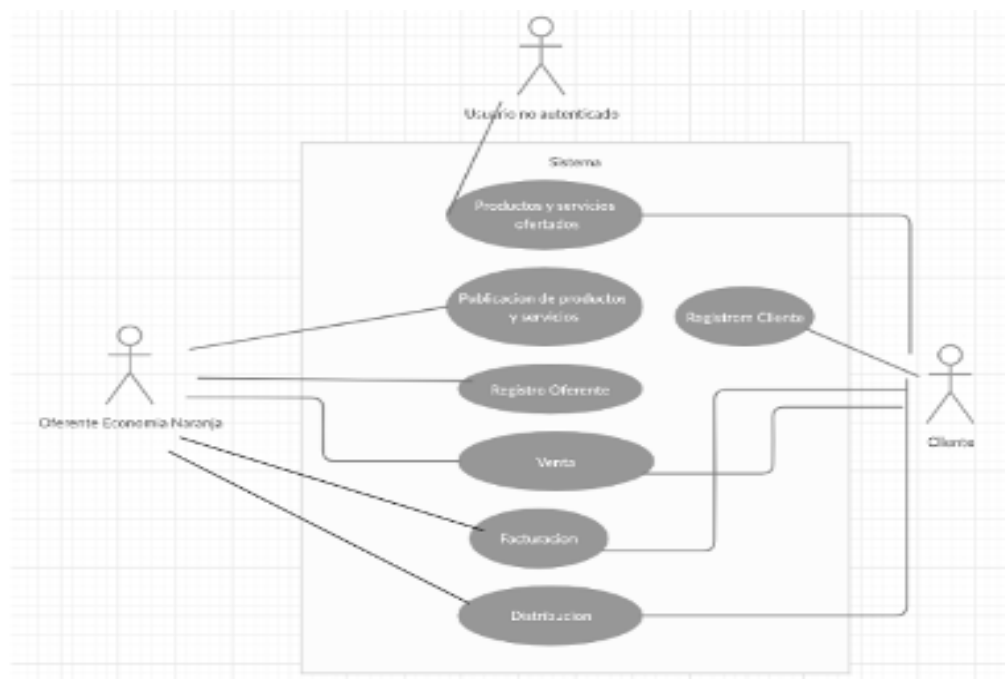 Usuario no autenticado
Sistema
Productos y servicios
ofertados
Publicacion de productos
y servicios
Registrom Cliente
Registro Oferente
Oferente Economia Naranja
Cliente
Venta
Facturacion
Distribucion